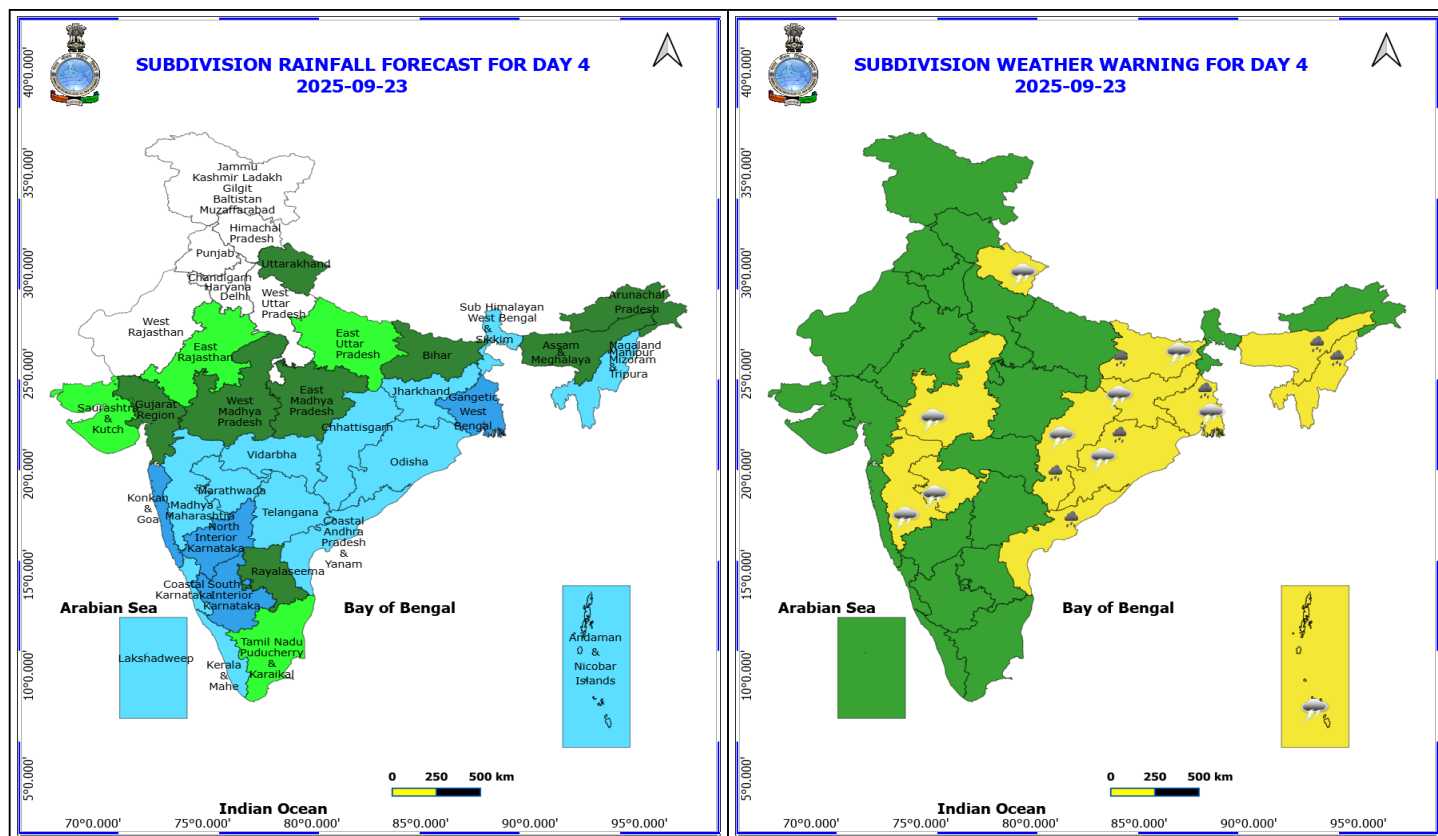 SUBDIVISION RAINFALL FORECAST FOR DAY 4
2025-09-23
40°0.000'
35°0.000'
30°0.000'
25°0.000'
20°0.000'
15°0.000'
10°0.000'
5°0.000'
Jammu
Kashmir Ladakh
Gilgit
Baltistan
Muzaffarabad
Himachal
Pradesh
Punjab
Uttarakhand
Chandigarh
Haryana
Delhi
West
Uttar
Pradesh
West
Rajasthan
East
Rajasthan
East
Uttar
Pradesh
Bihar
Sub Himalayan
West Bengal
&
Sikkim
Arunachal
Pradesh
Assam
&
Meghalaya
Nagaland
Manipur
Mizoram
&
Tripura
Saurashtra
&
Kutch
Gujarat
Region
West
Madhya
Pradesh
East
Madhya
Pradesh
Jharkhand
Gangetic
West
Bengal
Chhattisgarh
Vidarbha
Odisha
Konkan
&
Goa
Madhya
Maharashtra
Marathwada
Telangana
North
Interior
Karnataka
Coastal
Andhra
Pradesh
&
Yanam
Rayalaseema
Coastal
Karnataka
South
Interior
Karnataka
Arabian Sea
Bay of Bengal
Lakshadweep
Kerala
&
Mahe
Tamil Nadu
Puducherry
&
Karaikal
Andaman
&
Nicobar
Islands
0 250 500 km
Indian Ocean
70°0.000' 75°0.000' 80°0.000' 85°0.000' 90°0.000' 95°0.000'
SUBDIVISION WEATHER WARNING FOR DAY 4
2025-09-23
40°0.000'
35°0.000'
30°0.000'
25°0.000'
20°0.000'
15°0.000'
10°0.000'
5°0.000'
Arabian Sea
Bay of Bengal
0 250 500 km
Indian Ocean
70°0.000' 75°0.000' 80°0.000' 85°0.000' 90°0.000' 95°0.000'